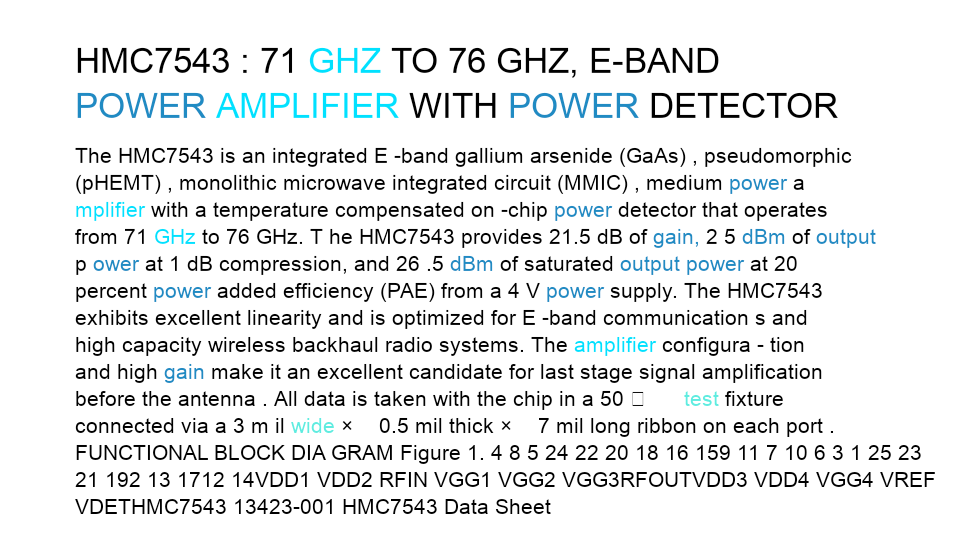 HMC7543 : 71 GHZ TO 76 GHZ, E-BAND
POWER AMPLIFIER WITH POWER DETECTOR
The HMC7543 is an integrated E -band gallium arsenide (GaAs) , pseudomorphic
(pHEMT) , monolithic microwave integrated circuit (MMIC) , medium power a
mplifier with a temperature compensated on -chip power detector that operates
from 71 GHz to 76 GHz. T he HMC7543 provides 21.5 dB of gain, 2 5 dBm of output
p ower at 1 dB compression, and 26 .5 dBm of saturated output power at 20
percent power added efficiency (PAE) from a 4 V power supply. The HMC7543
exhibits excellent linearity and is optimized for E -band communication s and
high capacity wireless backhaul radio systems. The amplifier configura - tion
and high gain make it an excellent candidate for last stage signal amplification
before the antenna . All data is taken with the chip in a 50 □ test fixture
connected via a 3 m il wide × 0.5 mil thick × 7 mil long ribbon on each port .
FUNCTIONAL BLOCK DIA GRAM Figure 1. 4 8 5 24 22 20 18 16 159 11 7 10 6 3 1 25 23
21 192 13 1712 14VDD1 VDD2 RFIN VGG1 VGG2 VGG3RFOUTVDD3 VDD4 VGG4 VREF
VDETHMC7543 13423-001 HMC7543 Data Sheet